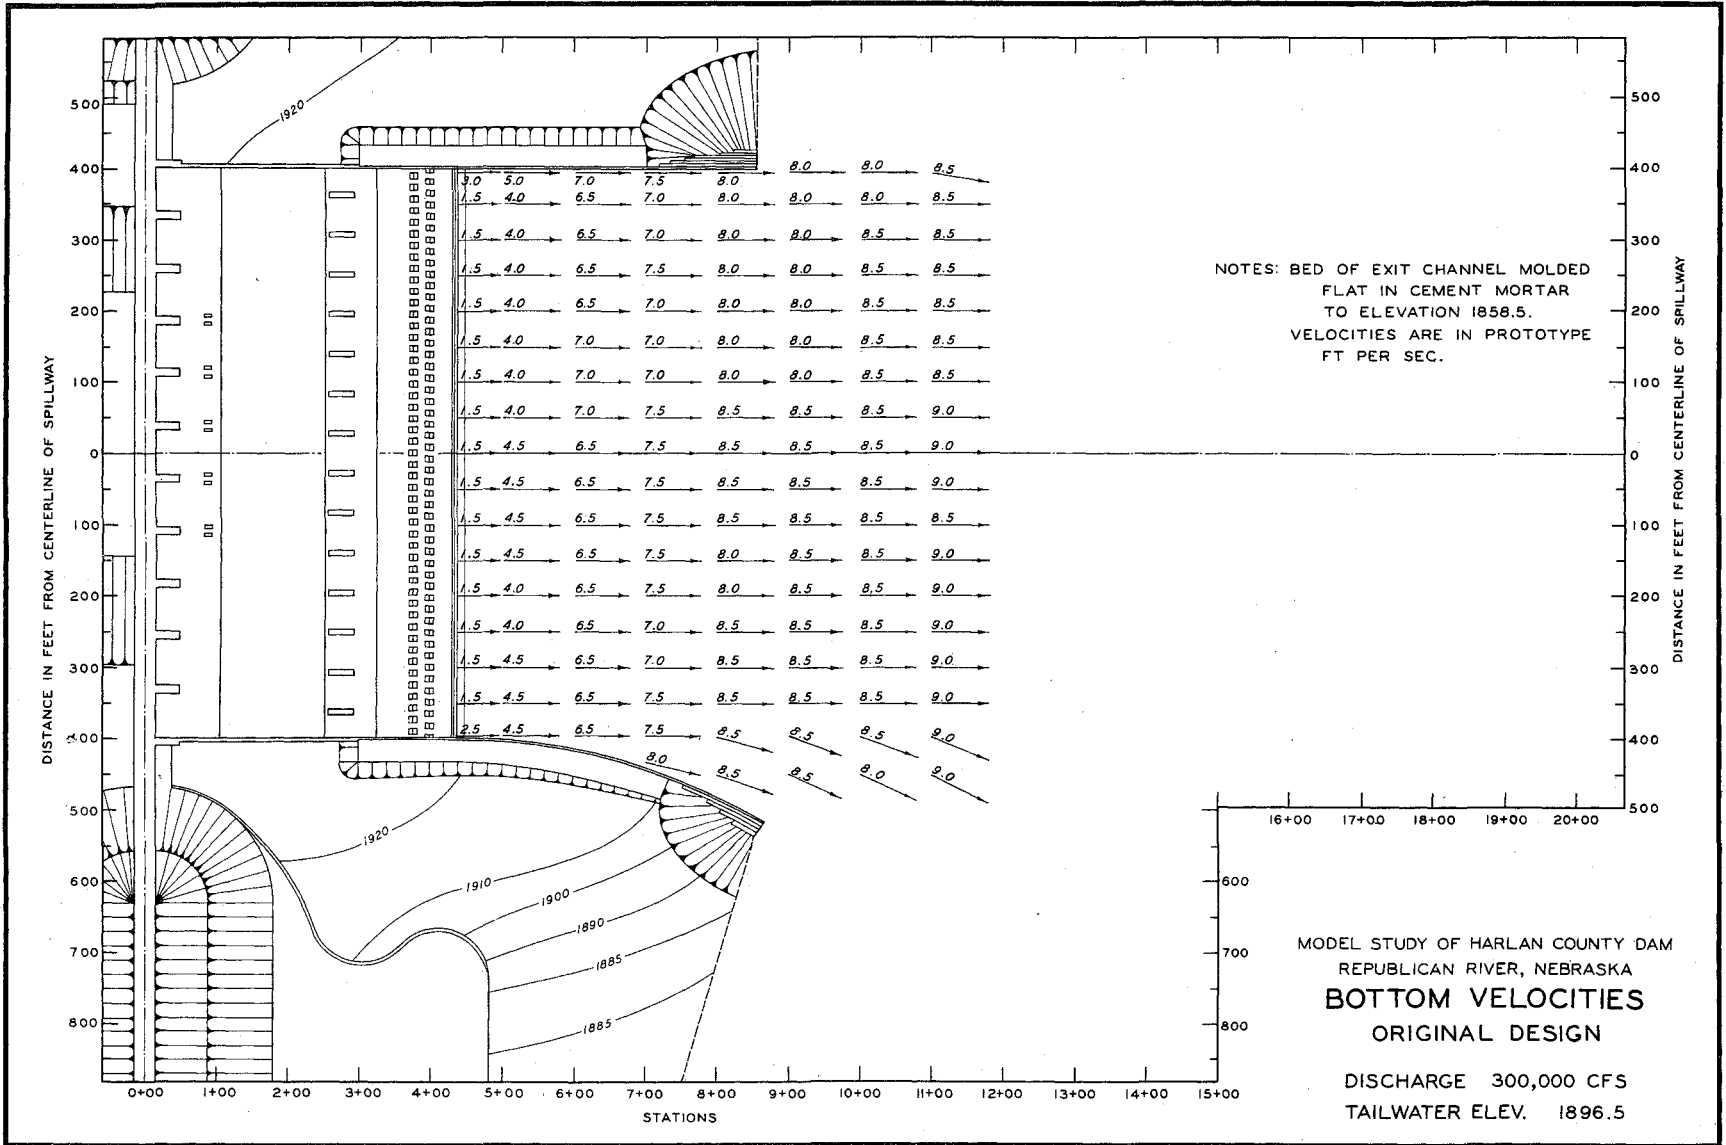 1920
500
500
400
8.0 8.0 8.5
400
3.0 5.0 7.0 7.5 8.0
1.5 4.0 6.5 7.0 8.0 8.0 8.0 8.5
300
1.5 4.0 6.5 7.0 8.0 8.0 8.5 8.5
300
1.5 4.0 6.5 7.5 8.0 8.0 8.5 8.5
200
1.5 4.0 6.5 7.0 8.0 8.0 8.5 8.5
200
1.5 4.0 7.0 7.0 8.0 8.0 8.5 8.5
100
1.5 4.0 7.0 7.0 8.0 8.0 8.5 8.5
100
1.5 4.0 7.0 7.5 8.5 8.5 8.5 9.0
0
1.5 4.5 6.5 7.5 8.5 8.5 8.5 9.0
0
1.5 4.5 6.5 7.5 8.5 8.5 8.5 9.0
100
1.5 4.5 6.5 7.5 8.5 8.5 8.5 8.5
100
1.5 4.5 6.5 7.5 8.0 8.5 8.5 9.0
200
1.5 4.0 6.5 7.5 8.0 8.5 8.5 9.0
200
1.5 4.0 6.5 7.0 8.5 8.5 8.5 9.0
300
1.5 4.5 6.5 7.0 8.5 8.5 8.5 9.0
300
1.5 4.5 6.5 7.5 8.5 8.5 8.5 9.0
400
2.5 4.5 6.5 7.5 8.5 8.5 8.5 9.0
400
8.0 8.5 8.5 8.0 9.0
500
500
600
600
700
700
800
800
1920
1910
1900
1890
1885
1885
DISTANCE IN FEET FROM CENTERLINE OF SPILLWAY
DISTANCE IN FEET FROM CENTERLINE OF SPILLWAY
NOTES: BED OF EXIT CHANNEL MOLDED
FLAT IN CEMENT MORTAR
TO ELEVATION 1858.5.
VELOCITIES ARE IN PROTOTYPE
FT PER SEC.
16+00 17+00 18+00 19+00 20+00
0+00 1+00 2+00 3+00 4+00 5+00 6+00 7+00 8+00 9+00 10+00 11+00 12+00 13+00 14+00 15+00
STATIONS
MODEL STUDY OF HARLAN COUNTY DAM
REPUBLICAN RIVER, NEBRASKA
BOTTOM VELOCITIES
ORIGINAL DESIGN
DISCHARGE 300,000 CFS
TAILWATER ELEV. 1896.5